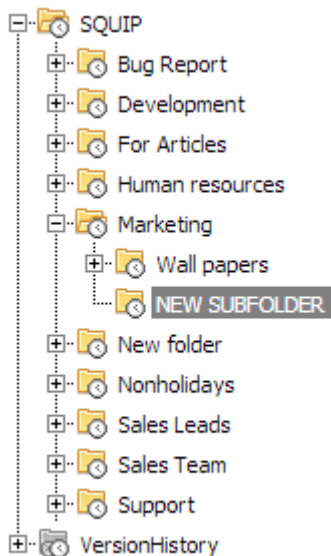 SQUIP
Bug Report
Development
For Articles
Human resources
Marketing
Wall papers
NEW SUBFOLDER
New folder
Nonholidays
Sales Leads
Sales Team
Support
VersionHistory